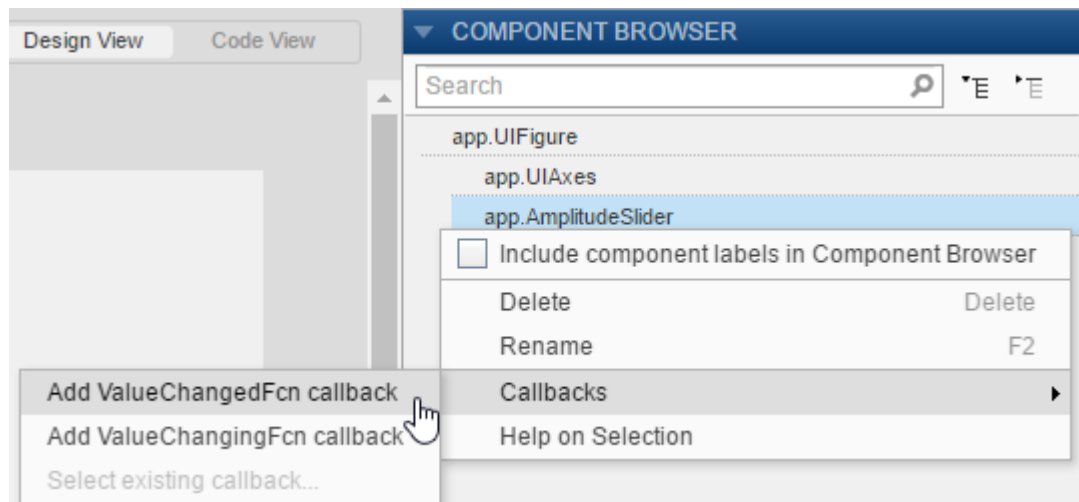 Design View
Code View
COMPONENT BROWSER
Search
app.UIFigure
app.UIAxes
app.AmplitudeSlider
Include component labels in Component Browser
Delete Delete
Rename F2
Callbacks
Help on Selection
Add ValueChangedFcn callback
Add ValueChangingFcn callback
Select existing callback...